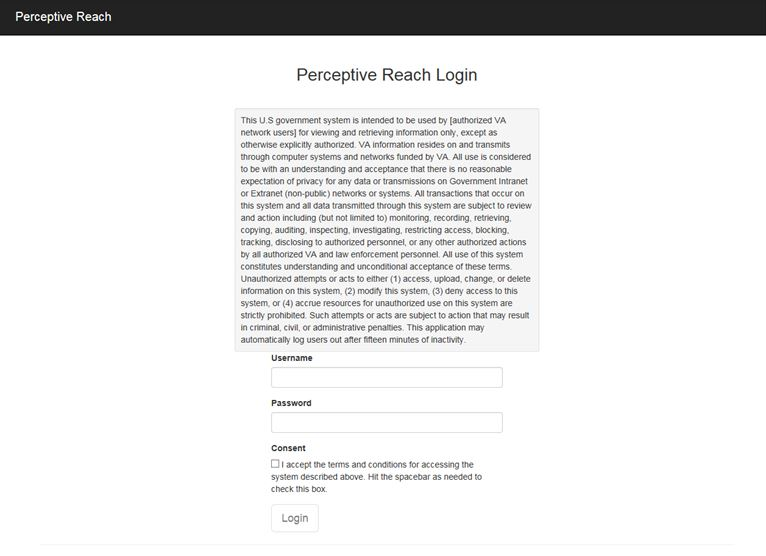 Perceptive Reach
Perceptive Reach Login
This U.S government system is intended to be used by [authorized VA
network users] for viewing and retrieving information only, except as
otherwise explicitly authorized. VA information resides on and transmits
through computer systems and networks funded by VA. All use is considered
to be with an understanding and acceptance that there is no reasonable
expectation of privacy for any data or transmissions on Government Intranet
or Extranet (non-public) networks or systems. All transactions that occur on
this system and all data transmitted through this system are subject to review
and action including (but not limited to) monitoring, recording, retrieving,
copying, auditing, inspecting, investigating, restricting access, blocking,
tracking, disclosing to authorized personnel, or any other authorized actions
by all authorized VA and law enforcement personnel. All use of this system
constitutes understanding and unconditional acceptance of these terms.
Unauthorized attempts or acts to either (1) access, upload, change, or delete
information on this system, (2) modify this system, (3) deny access to this
system, or (4) accrue resources for unauthorized use on this system are
strictly prohibited. Such attempts or acts are subject to action that may result
in criminal, civil, or administrative penalties. This application may
automatically log users out after fifteen minutes of inactivity.
Username
Password
Consent
I accept the terms and conditions for accessing the
system described above. Hit the spacebar as needed to
check this box.
Login